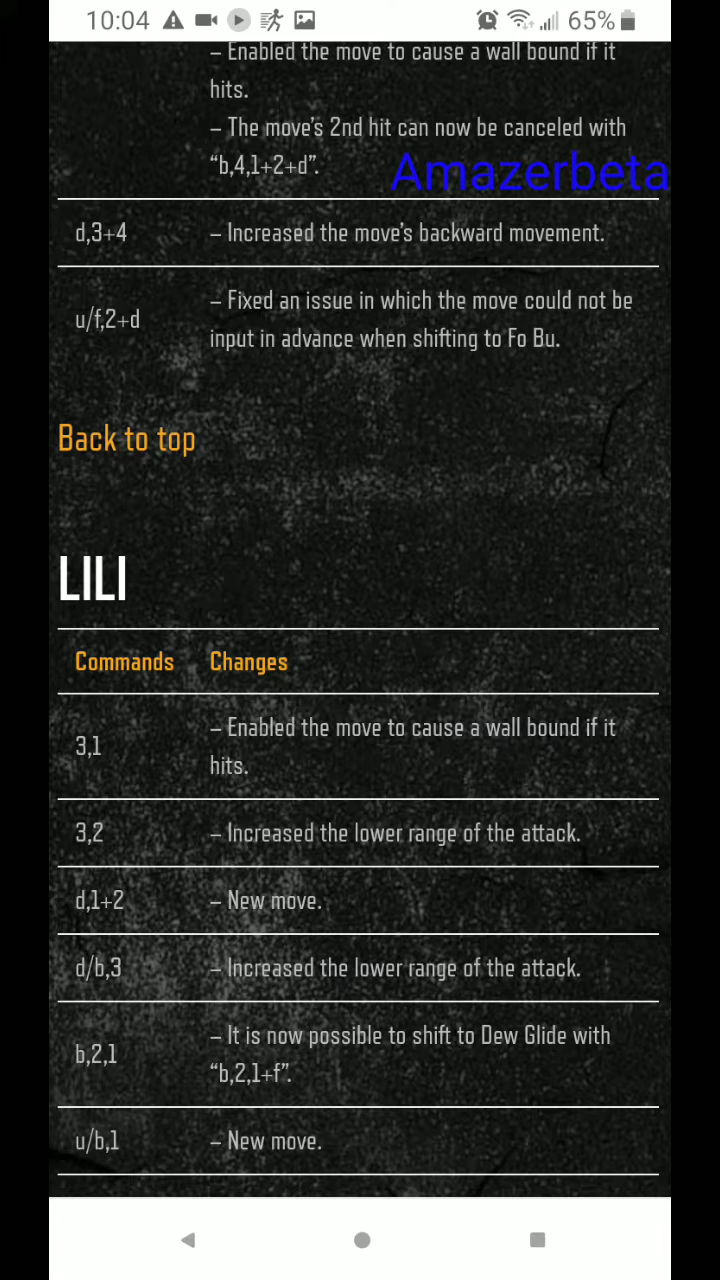 10:04
65%
– Enabled the move to cause a wall bound if it
hits.
– The move's 2nd hit can now be canceled with
“b,4,1+2+d”.
Amazerbeta
d,3+4
– Increased the move's backward movement.
u/f,2+d
– Fixed an issue in which the move could not be
input in advance when shifting to Fo Bu.
Back to top
LILI
Commands
Changes
3,1
– Enabled the move to cause a wall bound if it
hits.
3,2
– Increased the lower range of the attack.
d,1+2
– New move.
d/b,3
– Increased the lower range of the attack.
b,2,1
– It is now possible to shift to Dew Glide with
“b,2,1+f”.
u/b,1
– New move.